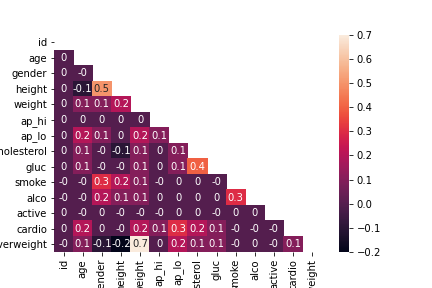 id
age 0
gender 0 -0
height 0 -0.1 0.5
weight 0 0.1 0.1 0.2
ap_hi 0 0 0 0 0
ap_lo 0 0.2 0.1 0 0.2 0.1
holesterol 0 0.1 -0 -0.1 0.1 0 0.1
gluc 0 0.1 -0 -0 0.1 0 0.1 0.4
smoke -0 -0 0.3 0.2 0.1 -0 0 0 -0
alco -0 -0 0.2 0.1 0.1 0 0 0 0 0.3
active 0 -0 0 -0 -0 -0 0 0 -0 0 0
cardio 0 0.2 0 -0 0.2 0.1 0.3 0.2 0.1 -0 -0 -0
verweight -0 0.1 -0.1 -0.2 0.7 0 0.2 0.1 0.1 -0 0 -0 0.1
id age ender eight eight ap_hi ap_lo sterol gluc moke alco active cardio eight
0.7
0.6
0.5
0.4
0.3
0.2
0.1
0.0
−0.1
−0.2